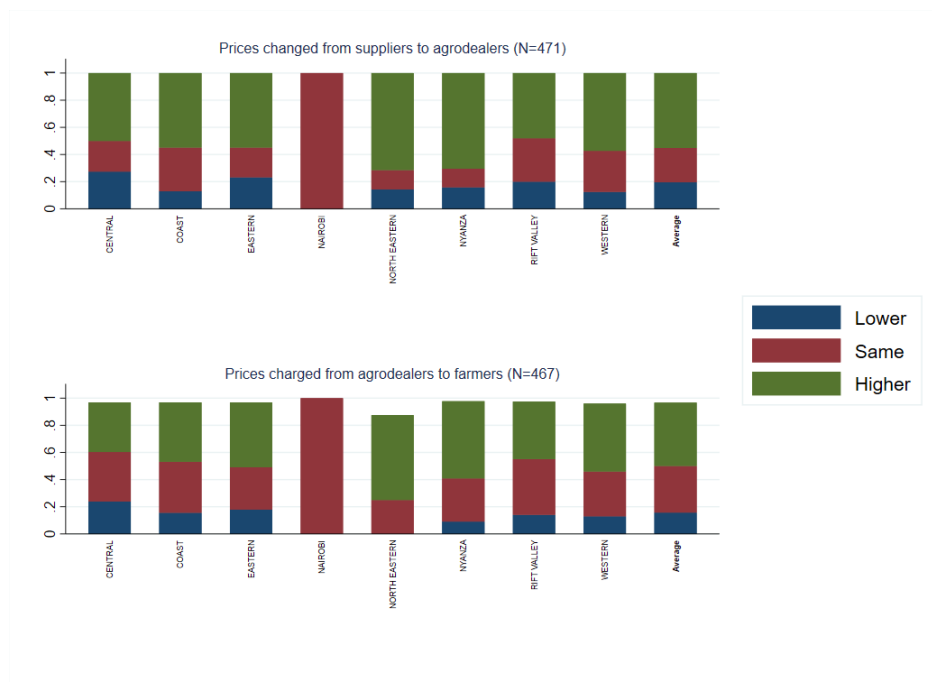 Prices changed from suppliers to agrodealers (N=471)
1
.8
.6
.4
.2
0
CENTRAL
COAST
EASTERN
NAIROBI
NORTH EASTERN
NYANZA
RIFT VALLEY
WESTERN
Average
Lower
Same
Higher
Prices charged from agrodealers to farmers (N=467)
1
.8
.6
.4
.2
0
CENTRAL
COAST
EASTERN
NAIROBI
NORTH EASTERN
NYANZA
RIFT VALLEY
WESTERN
Average